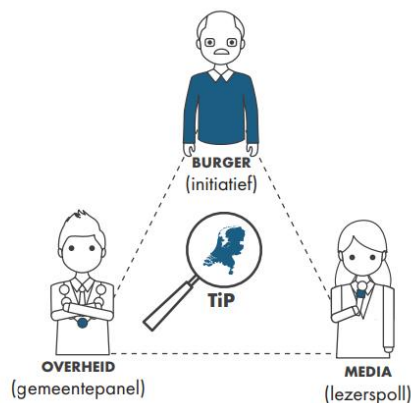 BURGER
(initiatief)
TiP
OVERHEID
(gemeentepanel)
MEDIA
(lezerspoll)